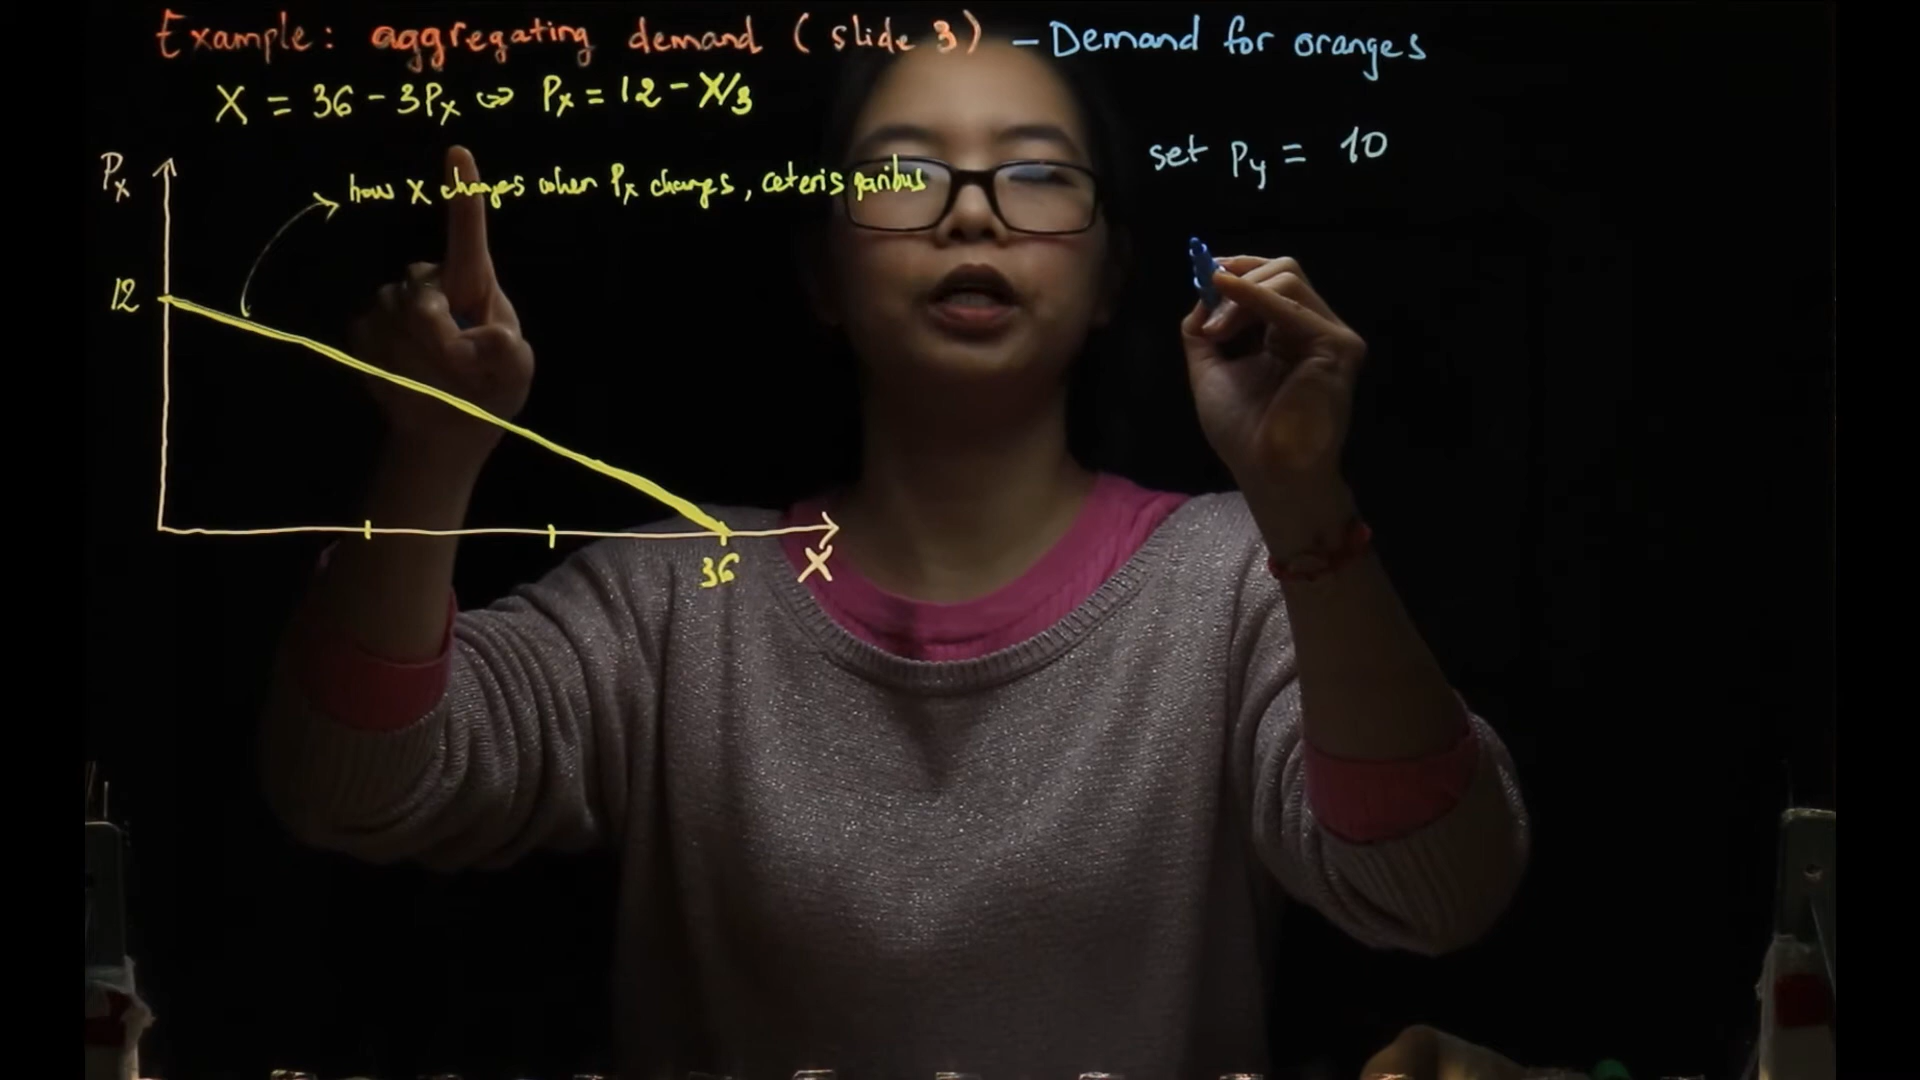 Example: aggregating demand (slide 3) – Demand for oranges
X = 36 - 3Px ⇔ Px = 12 - X/3
set Py = 10
Px
how X changes when Px changes, ceteris paribus
12
36
X